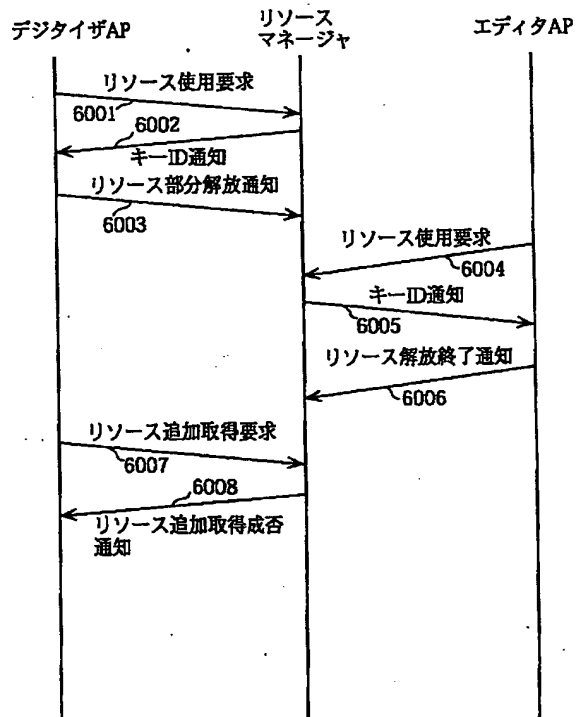 デジタイザAP
リソース
マネージャ
エディタAP
リソース使用要求
6001
6002
キーID通知
リソース部分解放通知
6003
リソース使用要求
6004
キーID通知
6005
リソース解放終了通知
6006
リソース追加取得要求
6007
6008
リソース追加取得成否
通知